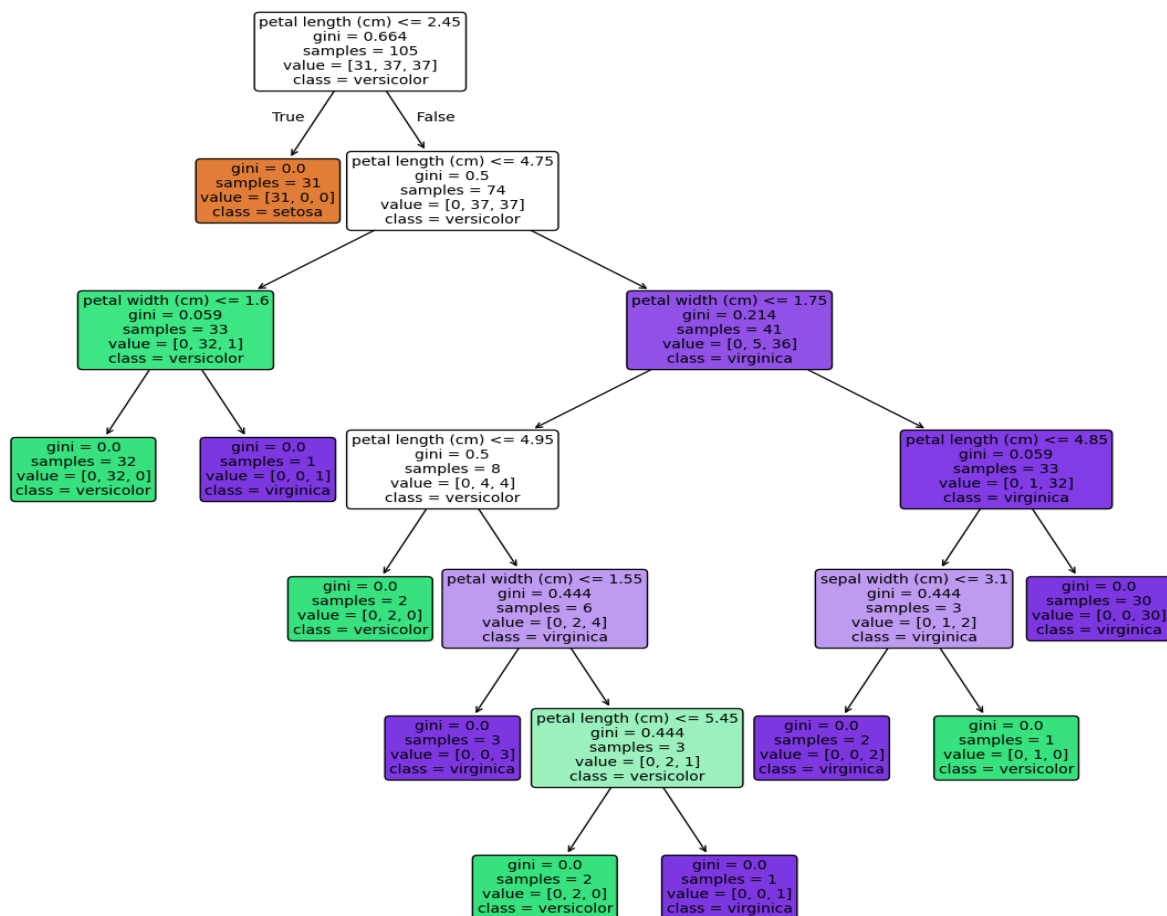 petal length (cm) <= 2.45
gini = 0.664
samples = 105
value = [31, 37, 37]
class = versicolor
True
False
gini = 0.0
samples = 31
value = [31, 0, 0]
class = setosa
petal length (cm) <= 4.75
gini = 0.5
samples = 74
value = [0, 37, 37]
class = versicolor
petal width (cm) <= 1.6
gini = 0.059
samples = 33
value = [0, 32, 1]
class = versicolor
petal width (cm) <= 1.75
gini = 0.214
samples = 41
value = [0, 5, 36]
class = virginica
gini = 0.0
samples = 32
value = [0, 32, 0]
class = versicolor
gini = 0.0
samples = 1
value = [0, 0, 1]
class = virginica
petal length (cm) <= 4.95
gini = 0.5
samples = 8
value = [0, 4, 4]
class = versicolor
petal length (cm) <= 4.85
gini = 0.059
samples = 33
value = [0, 1, 32]
class = virginica
gini = 0.0
samples = 2
value = [0, 2, 0]
class = versicolor
petal width (cm) <= 1.55
gini = 0.444
samples = 6
value = [0, 2, 4]
class = virginica
sepal width (cm) <= 3.1
gini = 0.444
samples = 3
value = [0, 1, 2]
class = virginica
gini = 0.0
samples = 30
value = [0, 0, 30]
class = virginica
gini = 0.0
samples = 3
value = [0, 0, 3]
class = virginica
petal length (cm) <= 5.45
gini = 0.444
samples = 3
value = [0, 2, 1]
class = versicolor
gini = 0.0
samples = 2
value = [0, 0, 2]
class = virginica
gini = 0.0
samples = 1
value = [0, 1, 0]
class = versicolor
gini = 0.0
samples = 2
value = [0, 2, 0]
class = versicolor
gini = 0.0
samples = 1
value = [0, 0, 1]
class = virginica